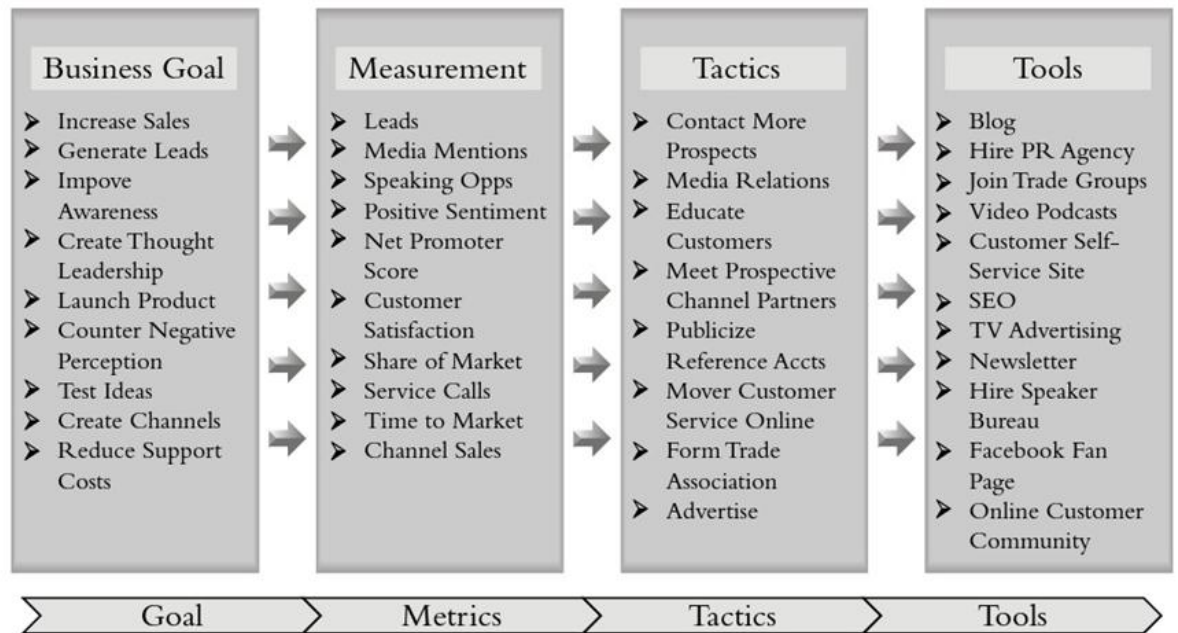 Business Goal
Increase Sales
Generate Leads
Impove
Awareness
Create Thought
Leadership
Launch Product
Counter Negative
Perception
Test Ideas
Create Channels
Reduce Support
Costs
Measurement
Leads
Media Mentions
Speaking Opps
Positive Sentiment
Net Promoter
Score
Customer
Satisfaction
Share of Market
Service Calls
Time to Market
Channel Sales
Tactics
Contact More
Prospects
Media Relations
Educate
Customers
Meet Prospective
Channel Partners
Publicize
Reference Accts
Mover Customer
Service Online
Form Trade
Association
Advertise
Tools
Blog
Hire PR Agency
Join Trade Groups
Video Podcasts
Customer Self-
Service Site
SEO
TV Advertising
Newsletter
Hire Speaker
Bureau
Facebook Fan
Page
Online Customer
Community
Goal
Metrics
Tactics
Tools